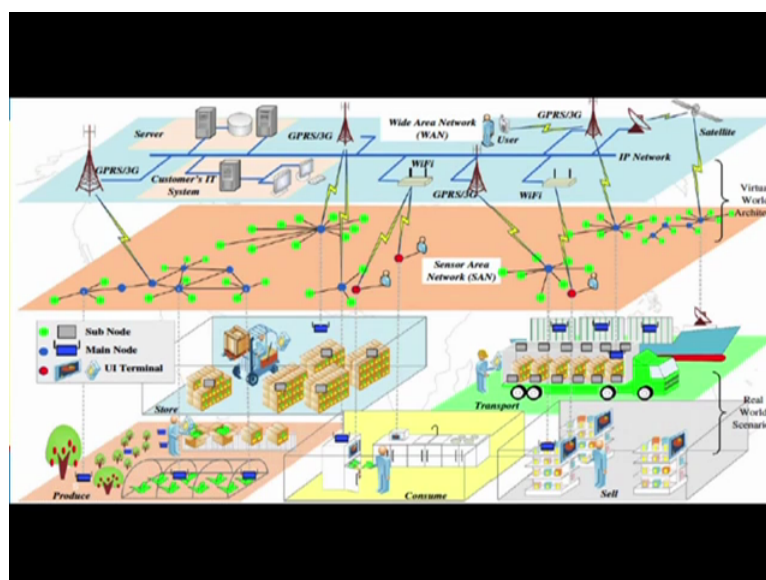 Server
GPRS/3G
Wide Area Network (WAN)
GPRS/3G
User
Satellite
IP Network
GPRS/3G
Customer's IT
System
WiFi
GPRS/3G
WiFi
Virtua
World
Archite
Sensor Area
Network (SAN)
Sub Node
Main Node
UI Terminal
Store
Transport
Real
World
Scenario
Produce
Consume
Sell